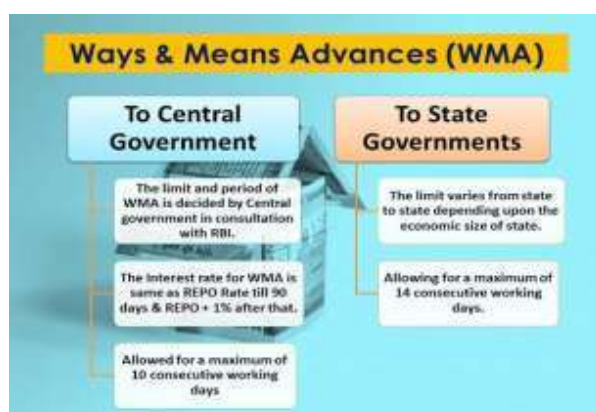 Ways & Means Advances (WMA)
To Central
Government
The limit and period of
WMA is decided by Central
government in consultation
with RBI.
The Interest rate for WMA is
same as REPO Rate till 90
days & REPO + 1% after that.
Allowed for a maximum of
10 consecutive working
days
To State
Governments
The limit varies from state
to state depending upon the
economic size of state.
Allowing for a maximum of
14 consecutive working
days.